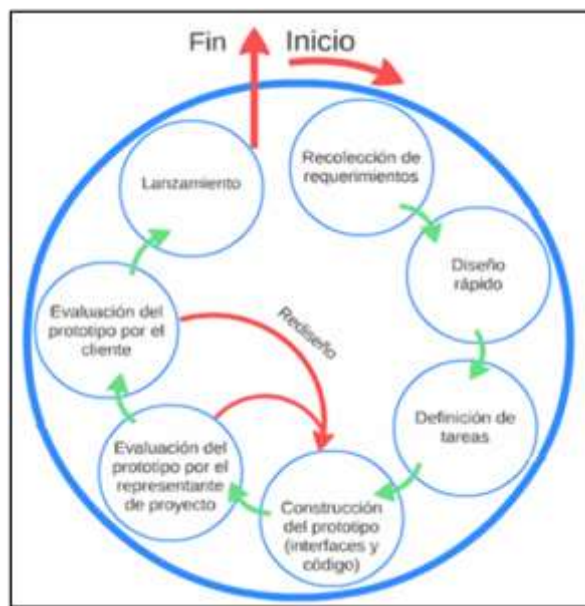 Fin
Inicio
Recolección de
requerimientos
Diseño
rápido
Definición de
tareas
Construcción
del prototipo
(interfaces y
código)
Evaluación del
prototipo por el
representante
de proyecto
Evaluación del
prototipo por el
cliente
Lanzamiento
Rediseño